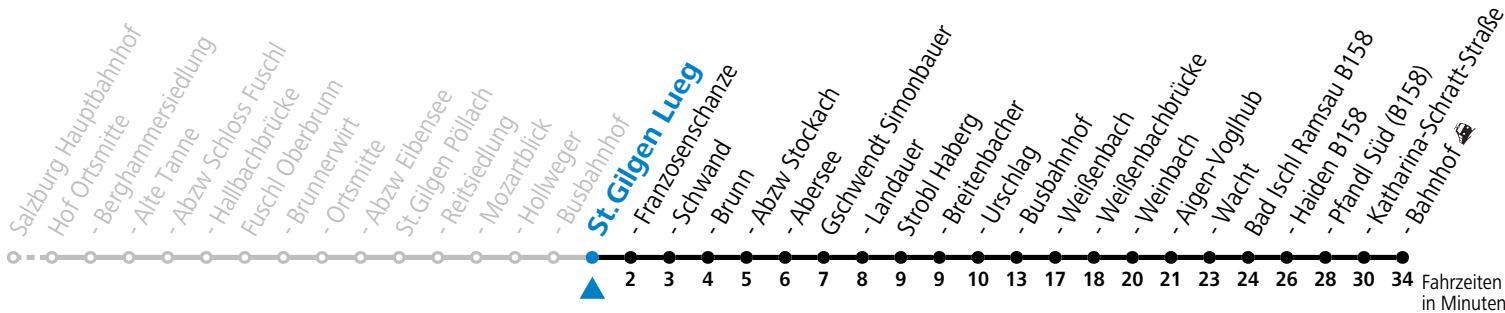 Salzburg Hauptbahnhof
Hof Ortsmitte
- Berghammersiedlung
- Alte Tanne
- Abzw Schloss Fuschl
- Hallbachbrücke
Fuschl Oberbrunn
- Brunnerwirt
- Ortsmitte
- Abzw Eibensee
St.Gilgen Pöllach
- Reitsiedlung
- Mozartblick
- Hollweger
- Busbahnhof
St.Gilgen Lueg
- Franzosenschanze
- Schwand
- Brunn
- Abzw Stockach
- Abersee
Gschwendt Simonbauer
- Landauer
Strobl Haberg
- Breitenbacher
- Urschlag
- Busbahnhof
- Weißenbach
- Weißenbachbrücke
- Weinbach
- Aigen-Voglhub
- Wacht
Bad Ischl Ramsau B158
- Haiden B158
- Pfandl Süd (B158)
- Katharina-Schratt-Straße
- Bahnhof
2 3 4 5 6 7 8 9 9 10 13 17 18 20 21 23 24 26 28 30 34 Fahrzeiten
in Minuten